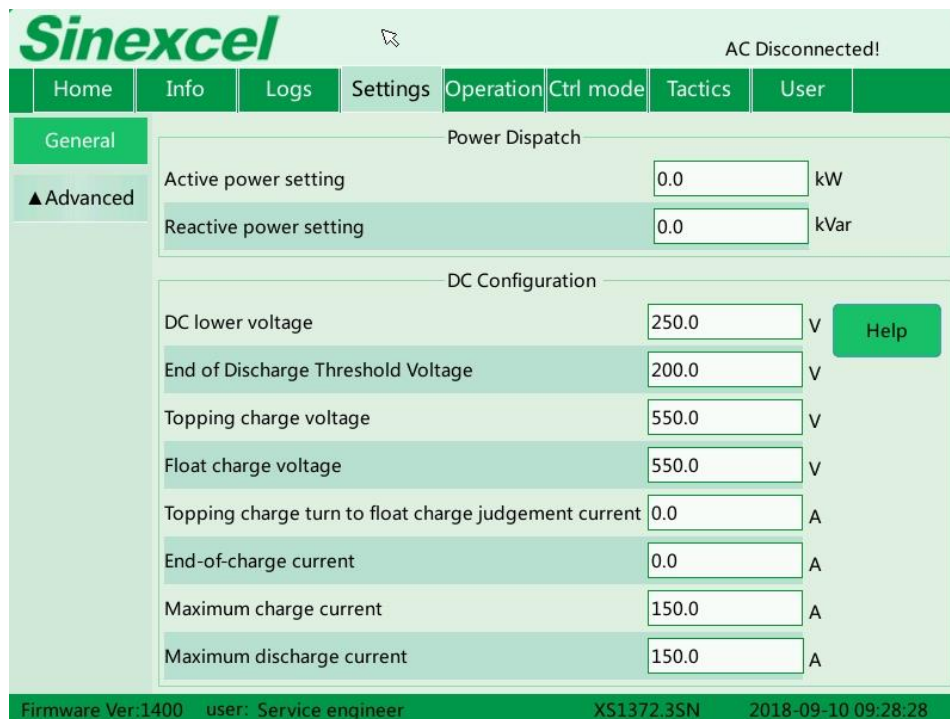 Sinexcel
AC Disconnected!
Home Info Logs Settings Operation Ctrl mode Tactics User
General
▲Advanced
Power Dispatch
Active power setting 0.0 kW
Reactive power setting 0.0 kVar
DC Configuration
DC lower voltage 250.0 V
Help
End of Discharge Threshold Voltage 200.0 V
Topping charge voltage 550.0 V
Float charge voltage 550.0 V
Topping charge turn to float charge judgement current 0.0 A
End-of-charge current 0.0 A
Maximum charge current 150.0 A
Maximum discharge current 150.0 A
Firmware Ver:1400 user: Service engineer XS1372.3SN 2018-09-10 09:28:28